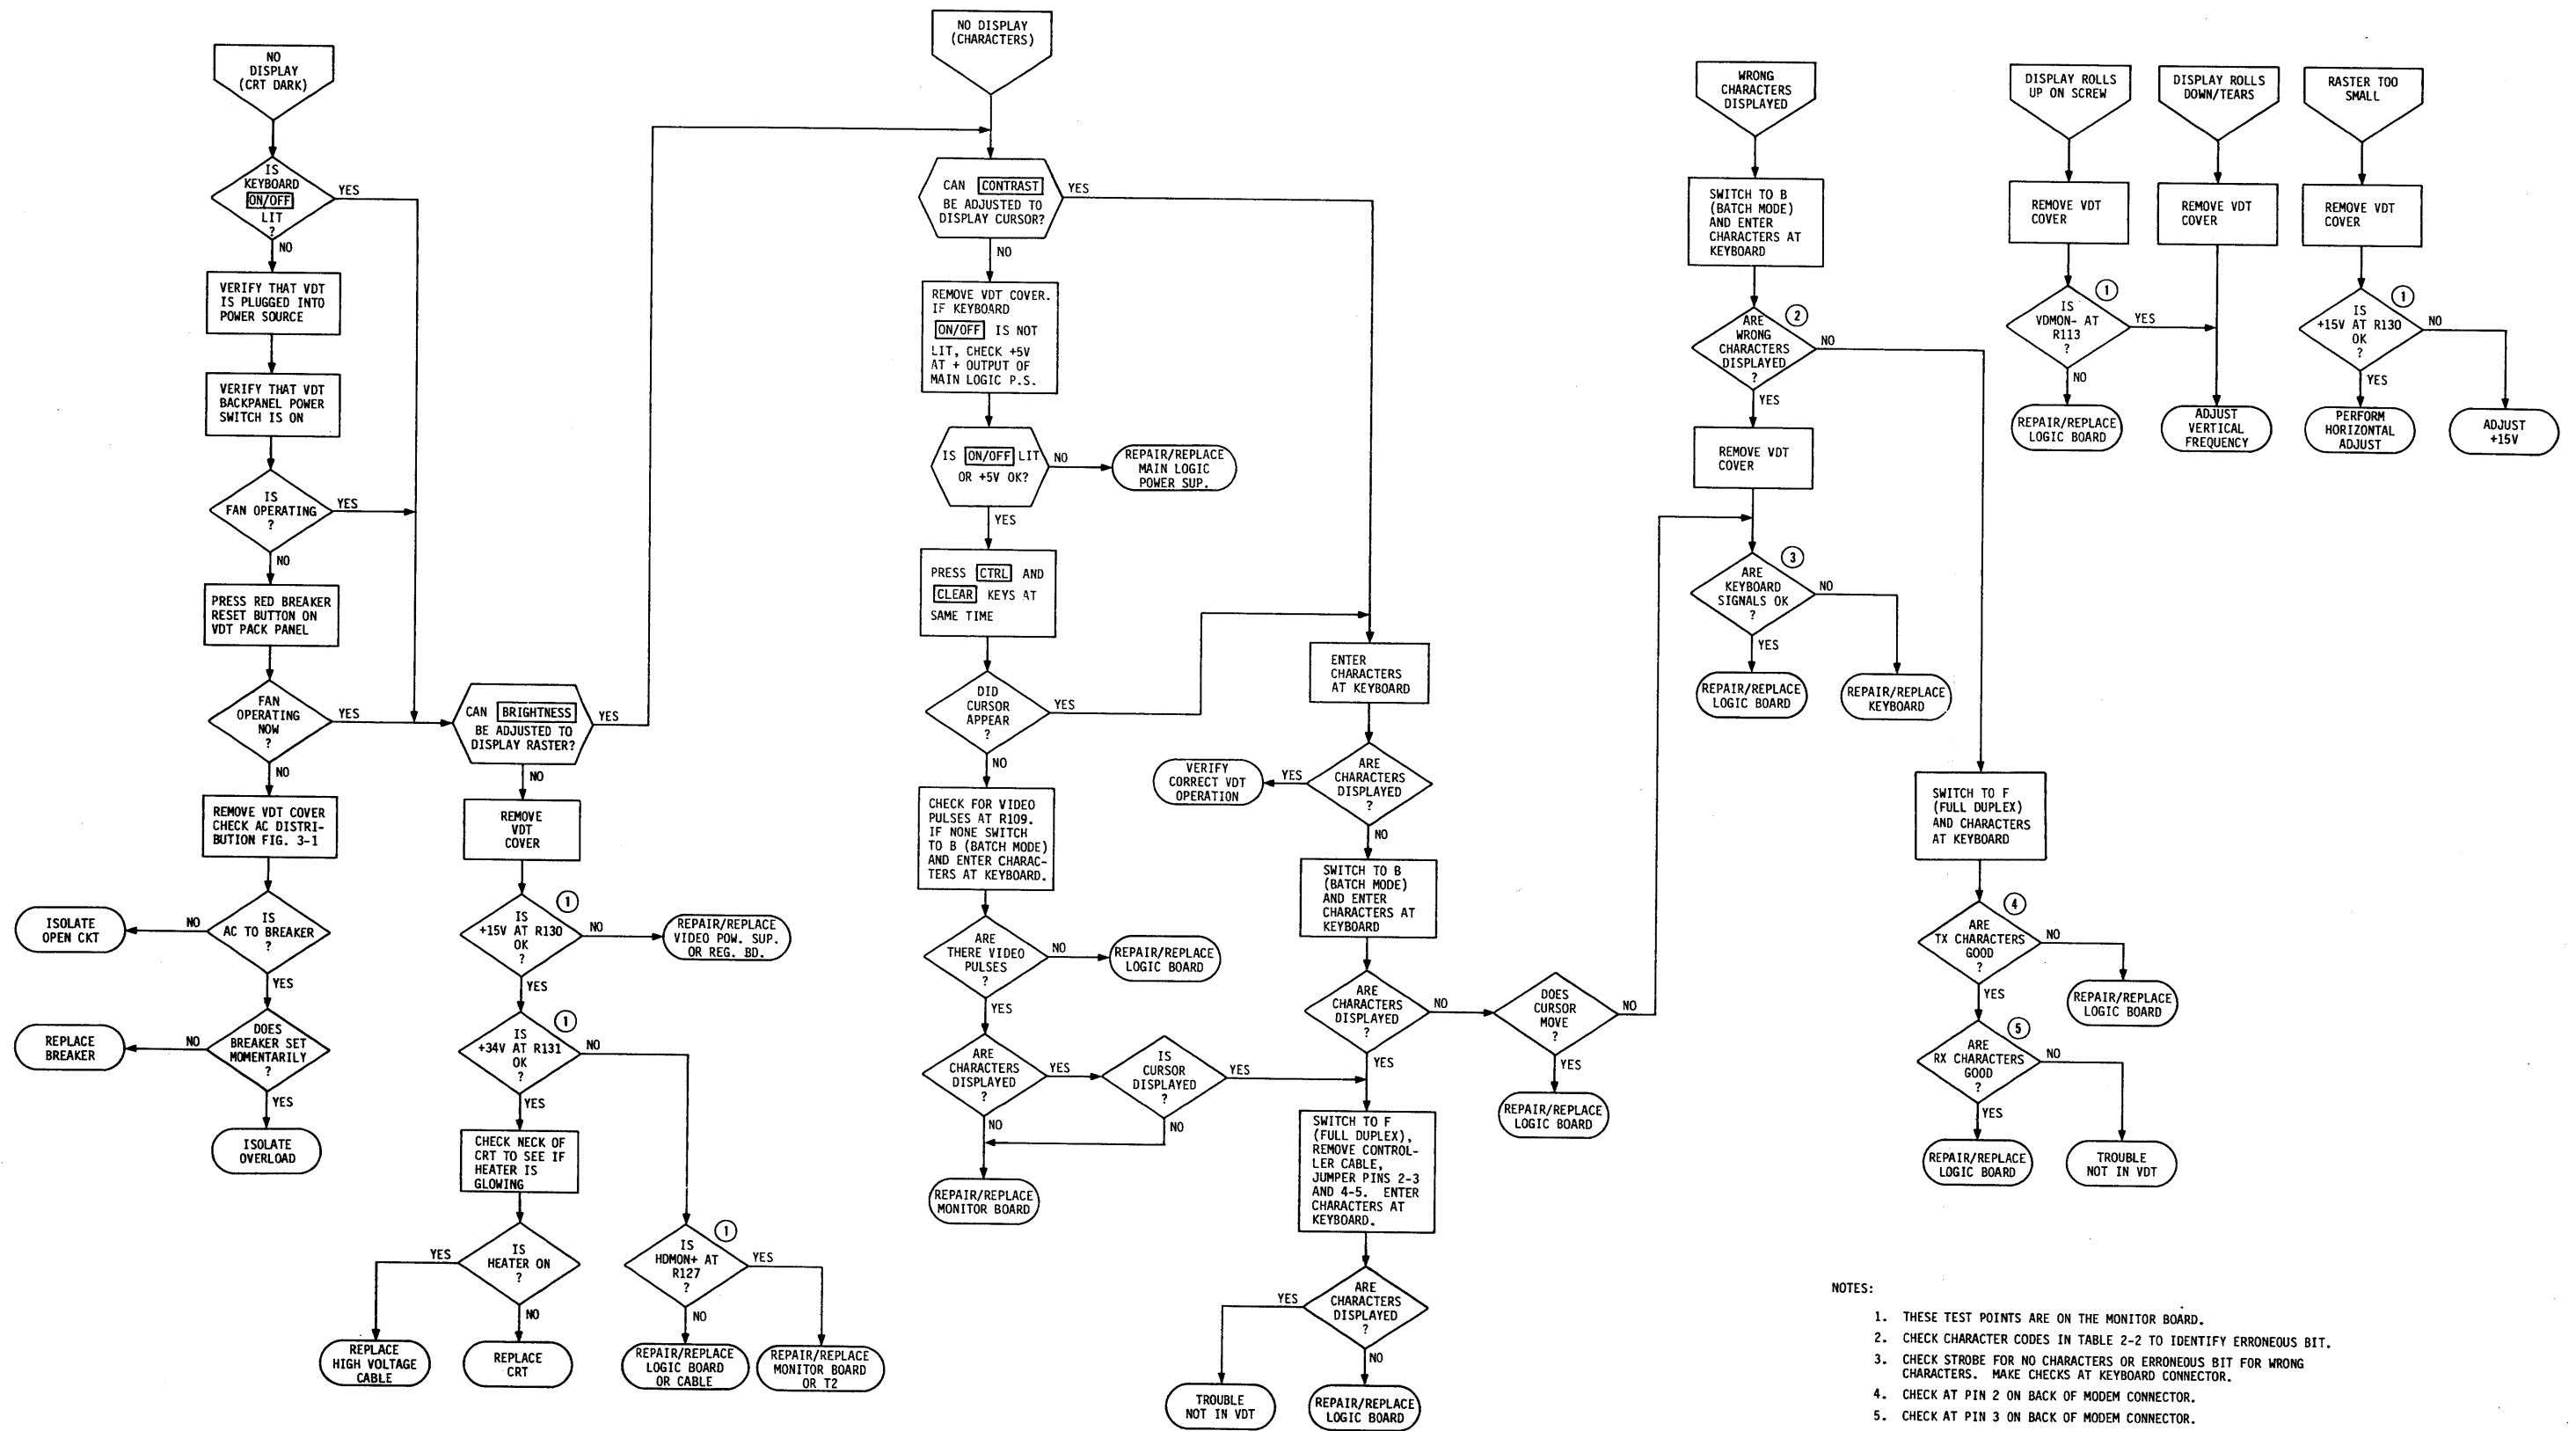 NO
DISPLAY
(CRT DARK)
IS
KEYBOARD
ON/OFF
LIT
?
YES
NO
VERIFY THAT VDT
IS PLUGGED INTO
POWER SOURCE
VERIFY THAT VDT
BACKPANEL POWER
SWITCH IS ON
IS
FAN OPERATING
?
YES
NO
PRESS RED BREAKER
RESET BUTTON ON
VDT PACK PANEL
FAN
OPERATING
NOW
?
YES
NO
REMOVE VDT COVER
CHECK AC DISTRI-
BUTION FIG. 3-1
IS
AC TO BREAKER
?
NO
ISOLATE
OPEN CKT
YES
DOES
BREAKER SET
MOMENTARILY
?
NO
REPLACE
BREAKER
YES
ISOLATE
OVERLOAD
CAN BRIGHTNESS
BE ADJUSTED TO
DISPLAY RASTER?
YES
NO
REMOVE
VDT
COVER
1
IS
+15V AT R130
OK
?
NO
REPAIR/REPLACE
VIDEO POW. SUP.
OR REG. BD.
YES
1
IS
+34V AT R131
OK
?
NO
YES
CHECK NECK OF
CRT TO SEE IF
HEATER IS
GLOWING
IS
HEATER ON
?
YES
NO
REPLACE
HIGH VOLTAGE
CABLE
REPLACE
CRT
1
IS
HDMON+ AT
R127
?
YES
NO
REPAIR/REPLACE
LOGIC BOARD
OR CABLE
REPAIR/REPLACE
MONITOR BOARD
OR T2
NO DISPLAY
(CHARACTERS)
CAN CONTRAST
BE ADJUSTED TO
DISPLAY CURSOR?
YES
NO
REMOVE VDT COVER.
IF KEYBOARD
ON/OFF IS NOT
LIT, CHECK +5V
AT + OUTPUT OF
MAIN LOGIC P.S.
IS ON/OFF LIT
OR +5V OK?
NO
REPAIR/REPLACE
MAIN LOGIC
POWER SUP.
YES
PRESS CTRL AND
CLEAR KEYS AT
SAME TIME
DID
CURSOR
APPEAR
?
YES
NO
CHECK FOR VIDEO
PULSES AT R109.
IF NONE SWITCH
TO B (BATCH MODE)
AND ENTER CHARAC-
TERS AT KEYBOARD.
ARE
THERE VIDEO
PULSES
?
NO
REPAIR/REPLACE
LOGIC BOARD
YES
ARE
CHARACTERS
DISPLAYED
?
YES
NO
IS
CURSOR
DISPLAYED
?
YES
NO
REPAIR/REPLACE
MONITOR BOARD
ENTER
CHARACTERS
AT KEYBOARD
ARE
CHARACTERS
DISPLAYED
?
YES
VERIFY
CORRECT VDT
OPERATION
NO
SWITCH TO B
(BATCH MODE)
AND ENTER
CHARACTERS AT
KEYBOARD
ARE
CHARACTERS
DISPLAYED
?
NO
YES
DOES
CURSOR
MOVE
?
NO
YES
REPAIR/REPLACE
LOGIC BOARD
SWITCH TO F
(FULL DUPLEX),
REMOVE CONTROL-
LER CABLE,
JUMPER PINS 2-3
AND 4-5. ENTER
CHARACTERS AT
KEYBOARD.
ARE
CHARACTERS
DISPLAYED
?
YES
NO
TROUBLE
NOT IN VDT
REPAIR/REPLACE
LOGIC BOARD
WRONG
CHARACTERS
DISPLAYED
SWITCH TO B
(BATCH MODE)
AND ENTER
CHARACTERS AT
KEYBOARD
2
ARE
WRONG
CHARACTERS
DISPLAYED
?
NO
YES
REMOVE VDT
COVER
3
ARE
KEYBOARD
SIGNALS OK
?
NO
YES
REPAIR/REPLACE
LOGIC BOARD
REPAIR/REPLACE
KEYBOARD
SWITCH TO F
(FULL DUPLEX)
AND CHARACTERS
AT KEYBOARD
4
ARE
TX CHARACTERS
GOOD
?
NO
REPAIR/REPLACE
LOGIC BOARD
YES
5
ARE
RX CHARACTERS
GOOD
?
NO
YES
REPAIR/REPLACE
LOGIC BOARD
TROUBLE
NOT IN VDT
DISPLAY ROLLS
UP ON SCREW
REMOVE VDT
COVER
1
IS
VDMON- AT
R113
?
YES
NO
REPAIR/REPLACE
LOGIC BOARD
DISPLAY ROLLS
DOWN/TEARS
REMOVE VDT
COVER
ADJUST
VERTICAL
FREQUENCY
RASTER TOO
SMALL
REMOVE VDT
COVER
1
IS
+15V AT R130
OK
?
NO
YES
PERFORM
HORIZONTAL
ADJUST
ADJUST
+15V
NOTES:
1. THESE TEST POINTS ARE ON THE MONITOR BOARD.
2. CHECK CHARACTER CODES IN TABLE 2-2 TO IDENTIFY ERRONEOUS BIT.
3. CHECK STROBE FOR NO CHARACTERS OR ERRONEOUS BIT FOR WRONG
CHARACTERS. MAKE CHECKS AT KEYBOARD CONNECTOR.
4. CHECK AT PIN 2 ON BACK OF MODEM CONNECTOR.
5. CHECK AT PIN 3 ON BACK OF MODEM CONNECTOR.